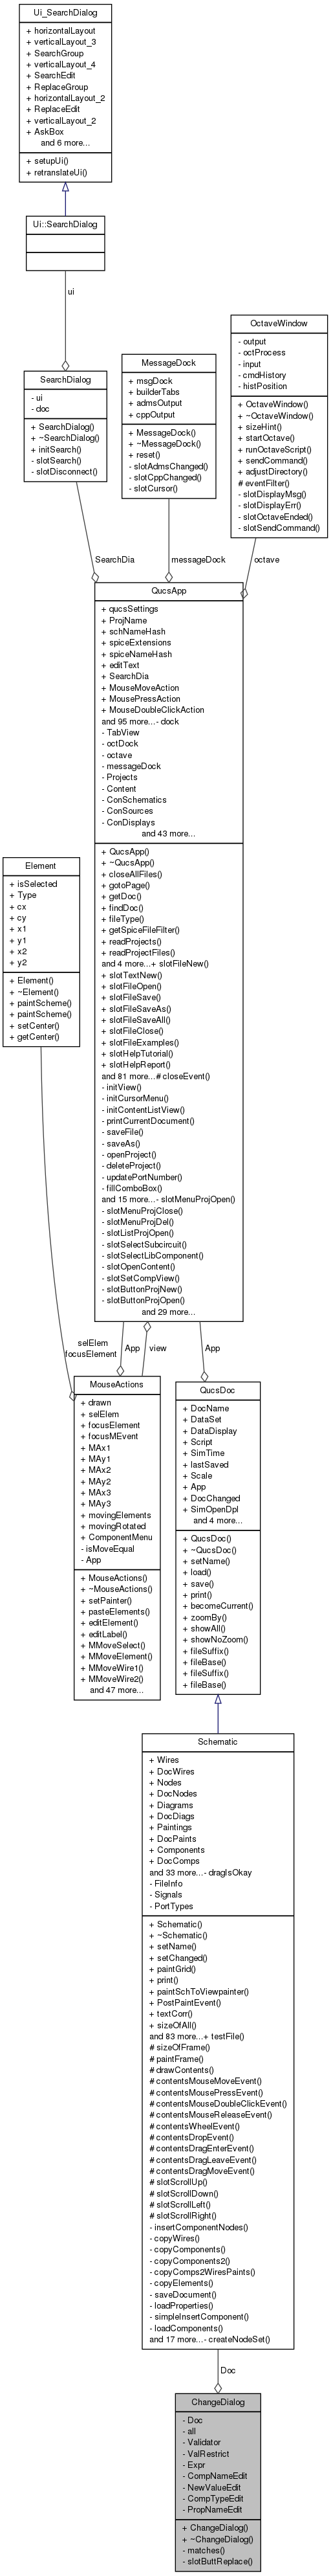 Ui_SearchDialog
+ horizontalLayout
+ verticalLayout_3
+ SearchGroup
+ verticalLayout_4
+ SearchEdit
+ ReplaceGroup
+ horizontalLayout_2
+ ReplaceEdit
+ verticalLayout_2
+ AskBox
and 6 more...
+ setupUi()
+ retranslateUi()
Ui::SearchDialog
ui
SearchDialog
- ui
- doc
+ SearchDialog()
+ ~SearchDialog()
+ initSearch()
- slotSearch()
- slotDisconnect()
MessageDock
+ msgDock
+ builderTabs
+ admsOutput
+ cppOutput
+ MessageDock()
+ ~MessageDock()
+ reset()
- slotAdmsChanged()
- slotCppChanged()
- slotCursor()
OctaveWindow
- output
- octProcess
- input
- cmdHistory
- histPosition
+ OctaveWindow()
+ ~OctaveWindow()
+ sizeHint()
+ startOctave()
+ runOctaveScript()
+ sendCommand()
+ adjustDirectory()
# eventFilter()
- slotDisplayMsg()
- slotDisplayErr()
- slotOctaveEnded()
- slotSendCommand()
SearchDia
messageDock
octave
QucsApp
+ qucsSettings
+ ProjName
+ schNameHash
+ spiceExtensions
+ spiceNameHash
+ editText
+ SearchDia
+ MouseMoveAction
+ MousePressAction
+ MouseDoubleClickAction
and 95 more...- dock
- TabView
- octDock
- octave
- messageDock
- Projects
- Content
- ConSchematics
- ConSources
- ConDisplays
and 43 more...
+ QucsApp()
+ ~QucsApp()
+ closeAllFiles()
+ gotoPage()
+ getDoc()
+ findDoc()
+ fileType()
+ getSpiceFileFilter()
+ readProjects()
+ readProjectFiles()
and 4 more...+ slotFileNew()
+ slotTextNew()
+ slotFileOpen()
+ slotFileSave()
+ slotFileSaveAs()
+ slotFileSaveAll()
+ slotFileClose()
+ slotFileExamples()
+ slotHelpTutorial()
+ slotHelpReport()
and 81 more...# closeEvent()
- initView()
- initCursorMenu()
- initContentListView()
- printCurrentDocument()
- saveFile()
- saveAs()
- openProject()
- deleteProject()
- updatePortNumber()
- fillComboBox()
and 15 more...- slotMenuProjOpen()
- slotMenuProjClose()
- slotMenuProjDel()
- slotListProjOpen()
- slotSelectSubcircuit()
- slotSelectLibComponent()
- slotOpenContent()
- slotSetCompView()
- slotButtonProjNew()
- slotButtonProjOpen()
and 29 more...
Element
+ isSelected
+ Type
+ cx
+ cy
+ x1
+ y1
+ x2
+ y2
+ Element()
+ ~Element()
+ paintScheme()
+ paintScheme()
+ setCenter()
+ getCenter()
selElem
focusElement
App
view
App
MouseActions
+ drawn
+ selElem
+ focusElement
+ focusMEvent
+ MAx1
+ MAy1
+ MAx2
+ MAy2
+ MAx3
+ MAy3
+ movingElements
+ movingRotated
+ ComponentMenu
- isMoveEqual
- App
+ MouseActions()
+ ~MouseActions()
+ setPainter()
+ pasteElements()
+ editElement()
+ editLabel()
+ MMoveSelect()
+ MMoveElement()
+ MMoveWire1()
+ MMoveWire2()
and 47 more...
QucsDoc
+ DocName
+ DataSet
+ DataDisplay
+ Script
+ SimTime
+ lastSaved
+ Scale
+ App
+ DocChanged
+ SimOpenDpl
and 4 more...
+ QucsDoc()
+ ~QucsDoc()
+ setName()
+ load()
+ save()
+ print()
+ becomeCurrent()
+ zoomBy()
+ showAll()
+ showNoZoom()
+ fileSuffix()
+ fileBase()
+ fileSuffix()
+ fileBase()
Schematic
+ Wires
+ DocWires
+ Nodes
+ DocNodes
+ Diagrams
+ DocDiags
+ Paintings
+ DocPaints
+ Components
+ DocComps
and 33 more...- dragIsOkay
- FileInfo
- Signals
- PortTypes
+ Schematic()
+ ~Schematic()
+ setName()
+ setChanged()
+ paintGrid()
+ print()
+ paintSchToViewpainter()
+ PostPaintEvent()
+ textCorr()
+ sizeOfAll()
and 83 more...+ testFile()
# sizeOfFrame()
# paintFrame()
# drawContents()
# contentsMouseMoveEvent()
# contentsMousePressEvent()
# contentsMouseDoubleClickEvent()
# contentsMouseReleaseEvent()
# contentsWheelEvent()
# contentsDropEvent()
# contentsDragEnterEvent()
# contentsDragLeaveEvent()
# contentsDragMoveEvent()
# slotScrollUp()
# slotScrollDown()
# slotScrollLeft()
# slotScrollRight()
- insertComponentNodes()
- copyWires()
- copyComponents()
- copyComponents2()
- copyComps2WiresPaints()
- copyElements()
- saveDocument()
- loadProperties()
- simpleInsertComponent()
- loadComponents()
and 17 more...- createNodeSet()
Doc
ChangeDialog
- Doc
- all
- Validator
- ValRestrict
- Expr
- CompNameEdit
- NewValueEdit
- CompTypeEdit
- PropNameEdit
+ ChangeDialog()
+ ~ChangeDialog()
- matches()
- slotButtReplace()